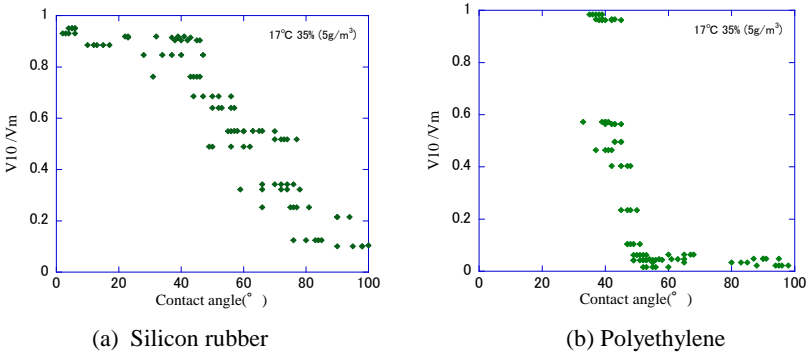 17℃ 35% (5g/m³)
V10 /Vm
1
0.8
0.6
0.4
0.2
0
0 20 40 60 80 100
Contact angle(°)
(a) Silicon rubber
17℃ 35% (5g/m³)
V10 /Vm
1
0.8
0.6
0.4
0.2
0
0 20 40 60 80 100
Contact angle(°)
(b) Polyethylene